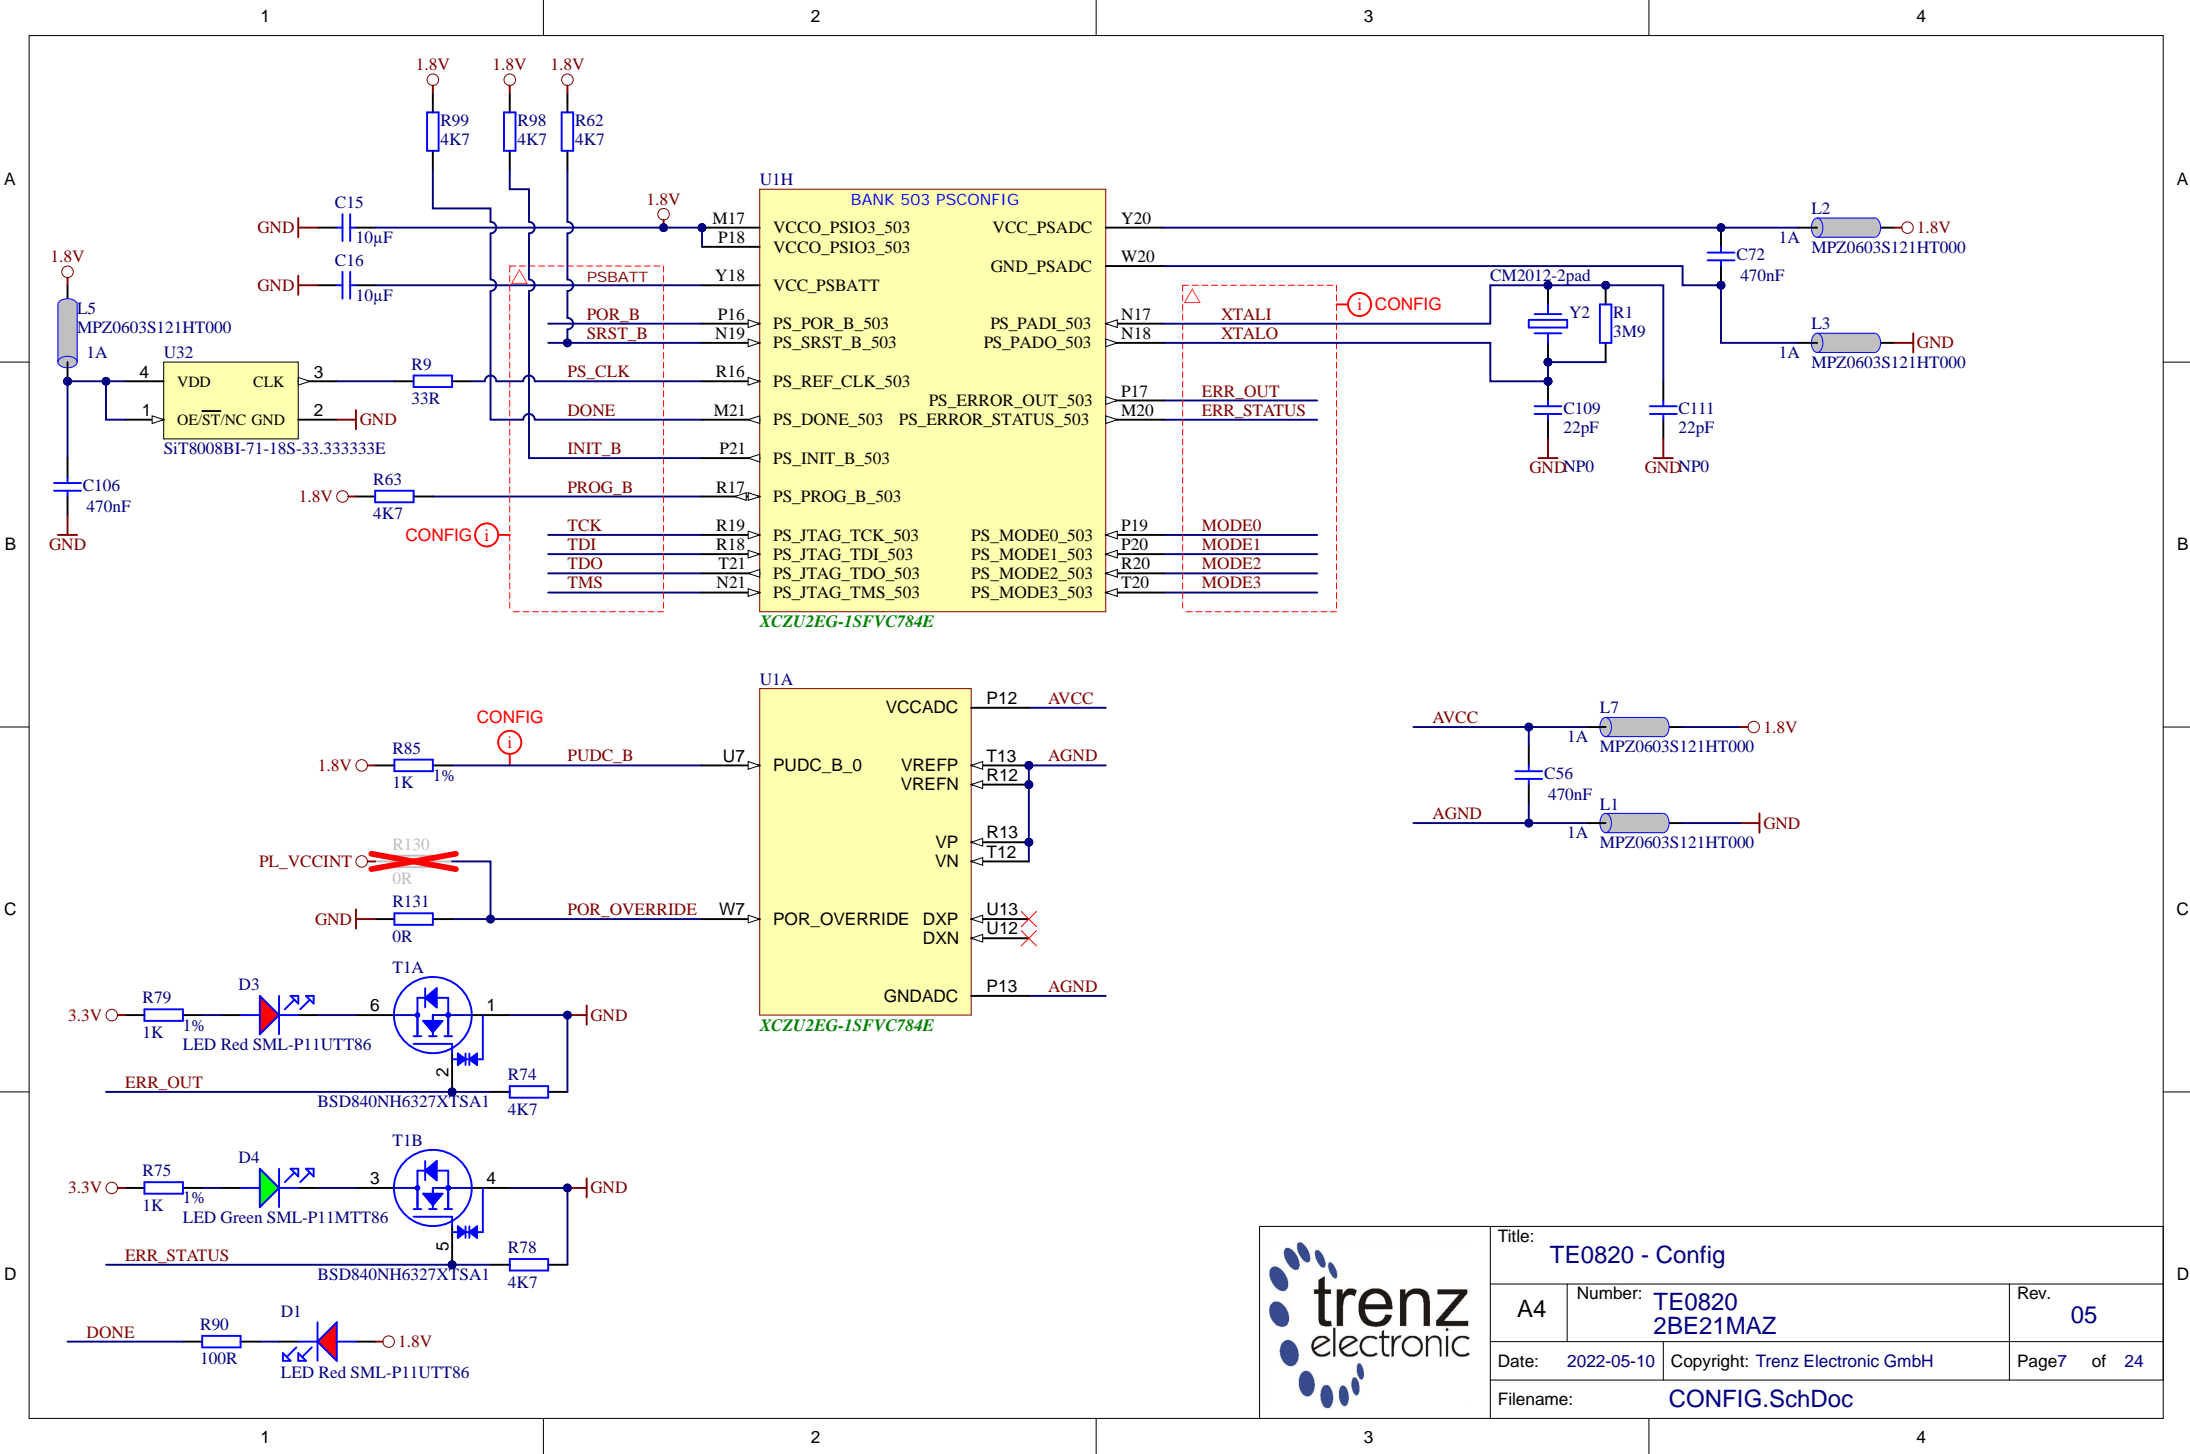 1 2 3 4
A A
B B
C C
D D
1.8V 1.8V 1.8V
R99 4K7
R98 4K7
R62 4K7
U1H
BANK 503 PSCONFIG
1.8V
C15
GND 10µF
C16
GND 10µF
PSBATT
M17 VCCO_PSIO3_503
P18 VCCO_PSIO3_503
Y18 VCC_PSBATT
POR_B P16 PS_POR_B_503
SRST_B N19 PS_SRST_B_503
PS_CLK R16 PS_REF_CLK_503
DONE M21 PS_DONE_503
INIT_B P21 PS_INIT_B_503
PROG_B R17 PS_PROG_B_503
TCK R19 PS_JTAG_TCK_503
TDI R18 PS_JTAG_TDI_503
TDO T21 PS_JTAG_TDO_503
TMS N21 PS_JTAG_TMS_503
VCC_PSADC Y20
GND_PSADC W20
PS_PADI_503 N17 XTALI
PS_PADO_503 N18 XTALO
PS_ERROR_OUT_503 P17 ERR_OUT
PS_ERROR_STATUS_503 M20 ERR_STATUS
PS_MODE0_503 P19 MODE0
PS_MODE1_503 P20 MODE1
PS_MODE2_503 R20 MODE2
PS_MODE3_503 T20 MODE3
XCZU2EG-1SFVC784E
i CONFIG
CONFIG i
1.8V
L5
MPZ0603S121HT000
1A
U32
4 VDD CLK 3
1 OE/ST/NC GND 2 GND
SiT8008BI-71-18S-33.333333E
R9
33R
C106
470nF
GND
R63
1.8V
4K7
L2
1A 1.8V
MPZ0603S121HT000
C72
470nF
L3
1A GND
MPZ0603S121HT000
CM2012-2pad
Y2
R1
3M9
C109
22pF
GND NP0
C111
22pF
GND NP0
U1A
VCCADC P12 AVCC
PUDC_B U7 PUDC_B_0
VREFP T13 AGND
VREFN R12
VP R13
VN T12
POR_OVERRIDE W7 POR_OVERRIDE
DXP U13
DXN U12
GNDADC P13 AGND
XCZU2EG-1SFVC784E
CONFIG
i
R85
1.8V 1%
1K
R130
PL_VCCINT
0R
R131
GND
0R
L7
AVCC 1A 1.8V
MPZ0603S121HT000
C56
470nF
L1
AGND 1A GND
MPZ0603S121HT000
T1A
R79 D3 6 1
3.3V 1% GND
1K
LED Red SML-P11UTT86
2
R74
4K7
ERR_OUT
BSD840NH6327XTSA1
T1B
R75 D4 3 4
3.3V 1% GND
1K
LED Green SML-P11MTT86
5
R78
4K7
ERR_STATUS
BSD840NH6327XTSA1
D1
DONE R90 1.8V
100R
LED Red SML-P11UTT86
trenz
electronic
Title:
TE0820 - Config
A4 Number: TE0820
2BE21MAZ
Rev. 05
Date: 2022-05-10 Copyright: Trenz Electronic GmbH Page7 of 24
Filename: CONFIG.SchDoc
1 2 3 4